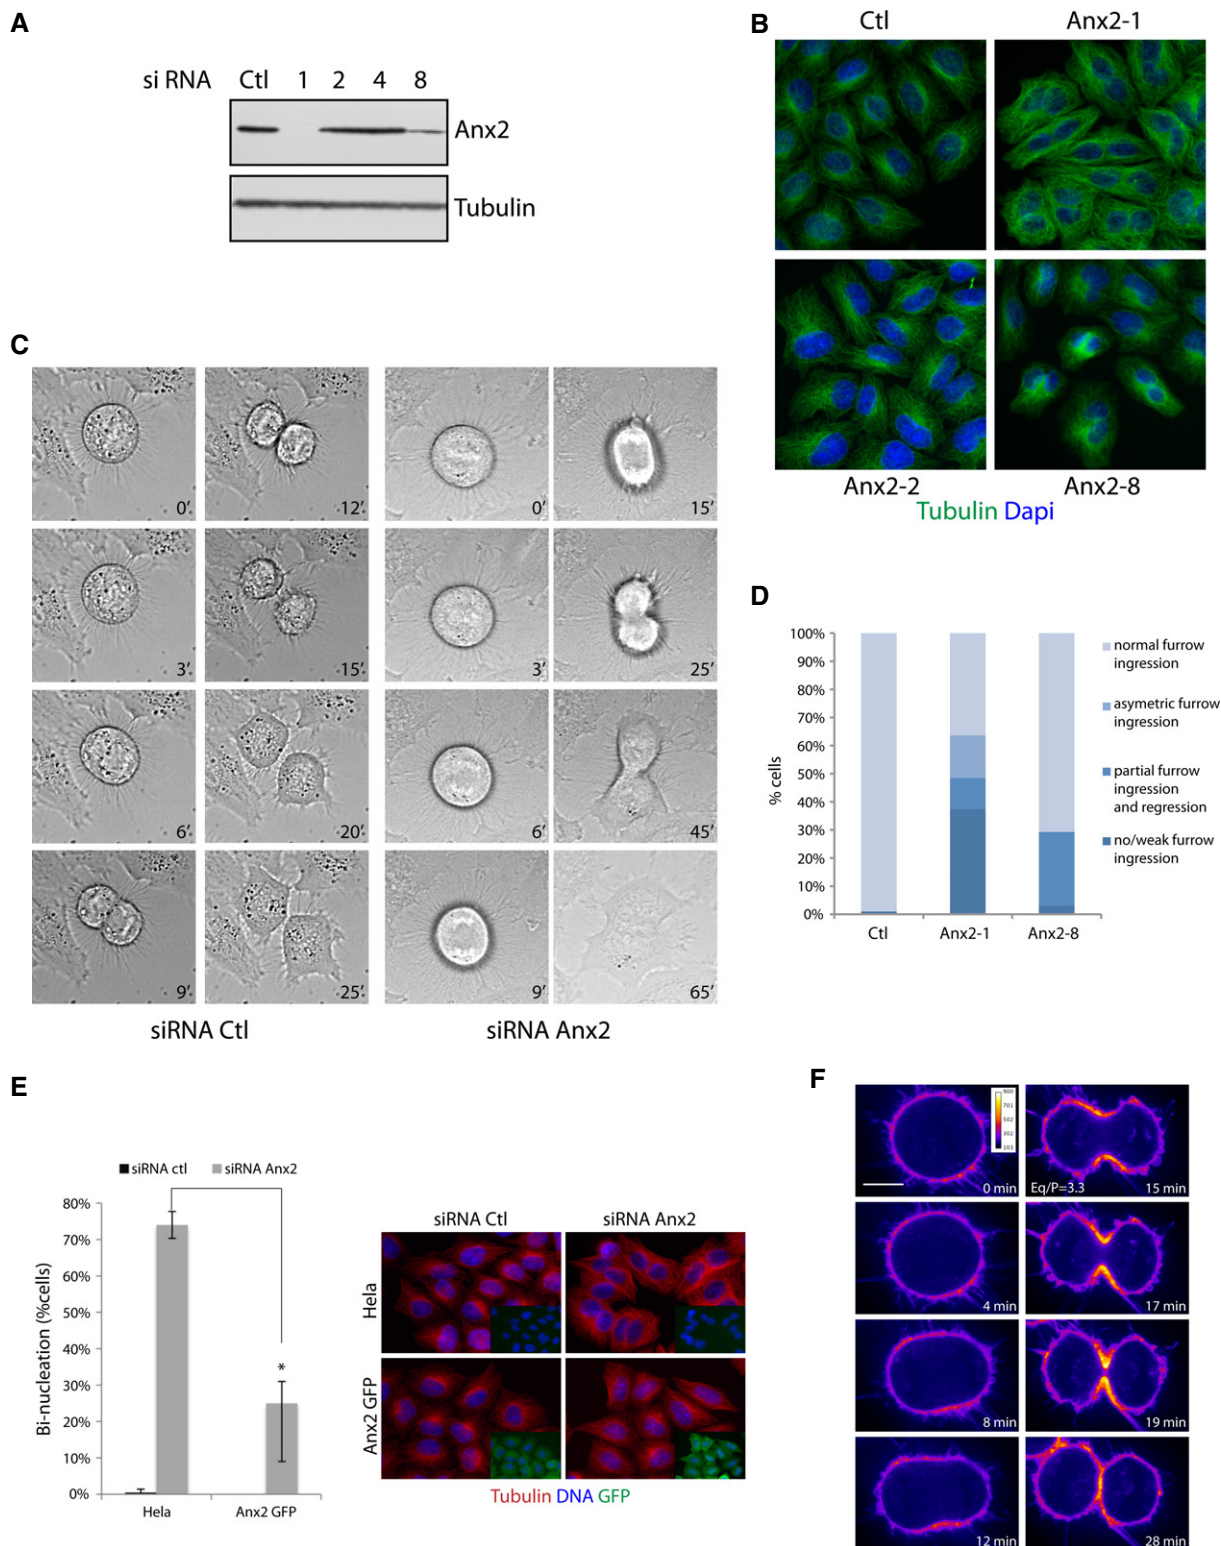 A
si RNA Ctl 1 2 4 8
Anx2
Tubulin
B
Ctl Anx2-1
Anx2-2 Anx2-8
Tubulin Dapi
C
0' 12' 0' 15'
3' 15' 3' 25'
6' 20' 6' 45'
9' 25' 9' 65'
siRNA Ctl siRNA Anx2
D
100%
90%
80%
70%
60%
50%
40%
30%
20%
10%
0%
% cells
Ctl Anx2-1 Anx2-8
normal furrow
ingression
asymetric furrow
ingression
partial furrow
ingression
and regression
no/weak furrow
ingression
E
siRNA ctl siRNA Anx2
80%
70%
60%
50%
40%
30%
20%
10%
0%
Bi-nucleation (%cells)
*
Hela Anx2 GFP
siRNA Ctl siRNA Anx2
Hela
Anx2 GFP
Tubulin DNA GFP
F
900
701
502
302
103
0 min Eq/P=3.3 15 min
4 min 17 min
8 min 19 min
12 min 28 min